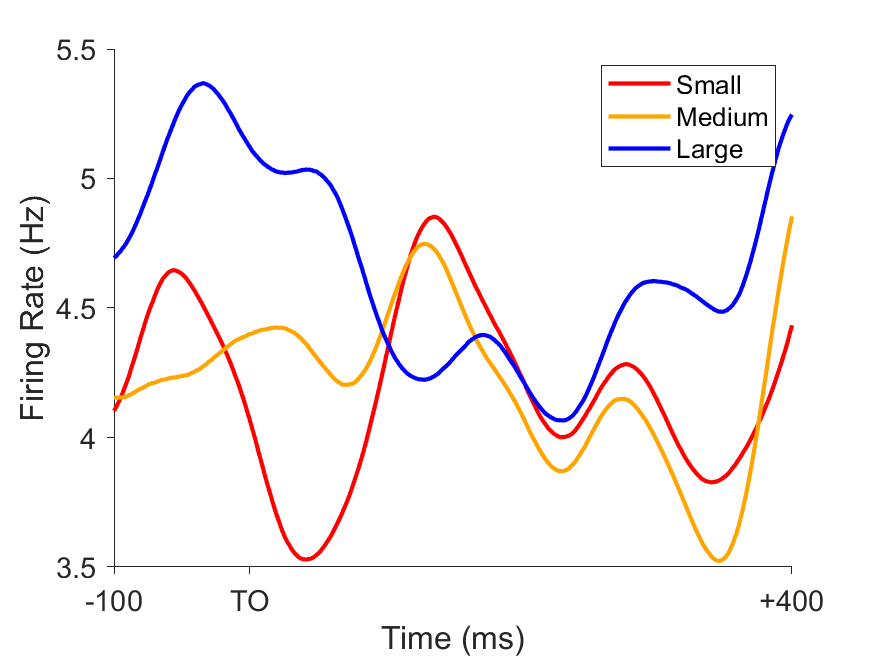 5.5
5
4.5
4
3.5
Firing Rate (Hz)
Small
Medium
Large
-100 TO +400
Time (ms)